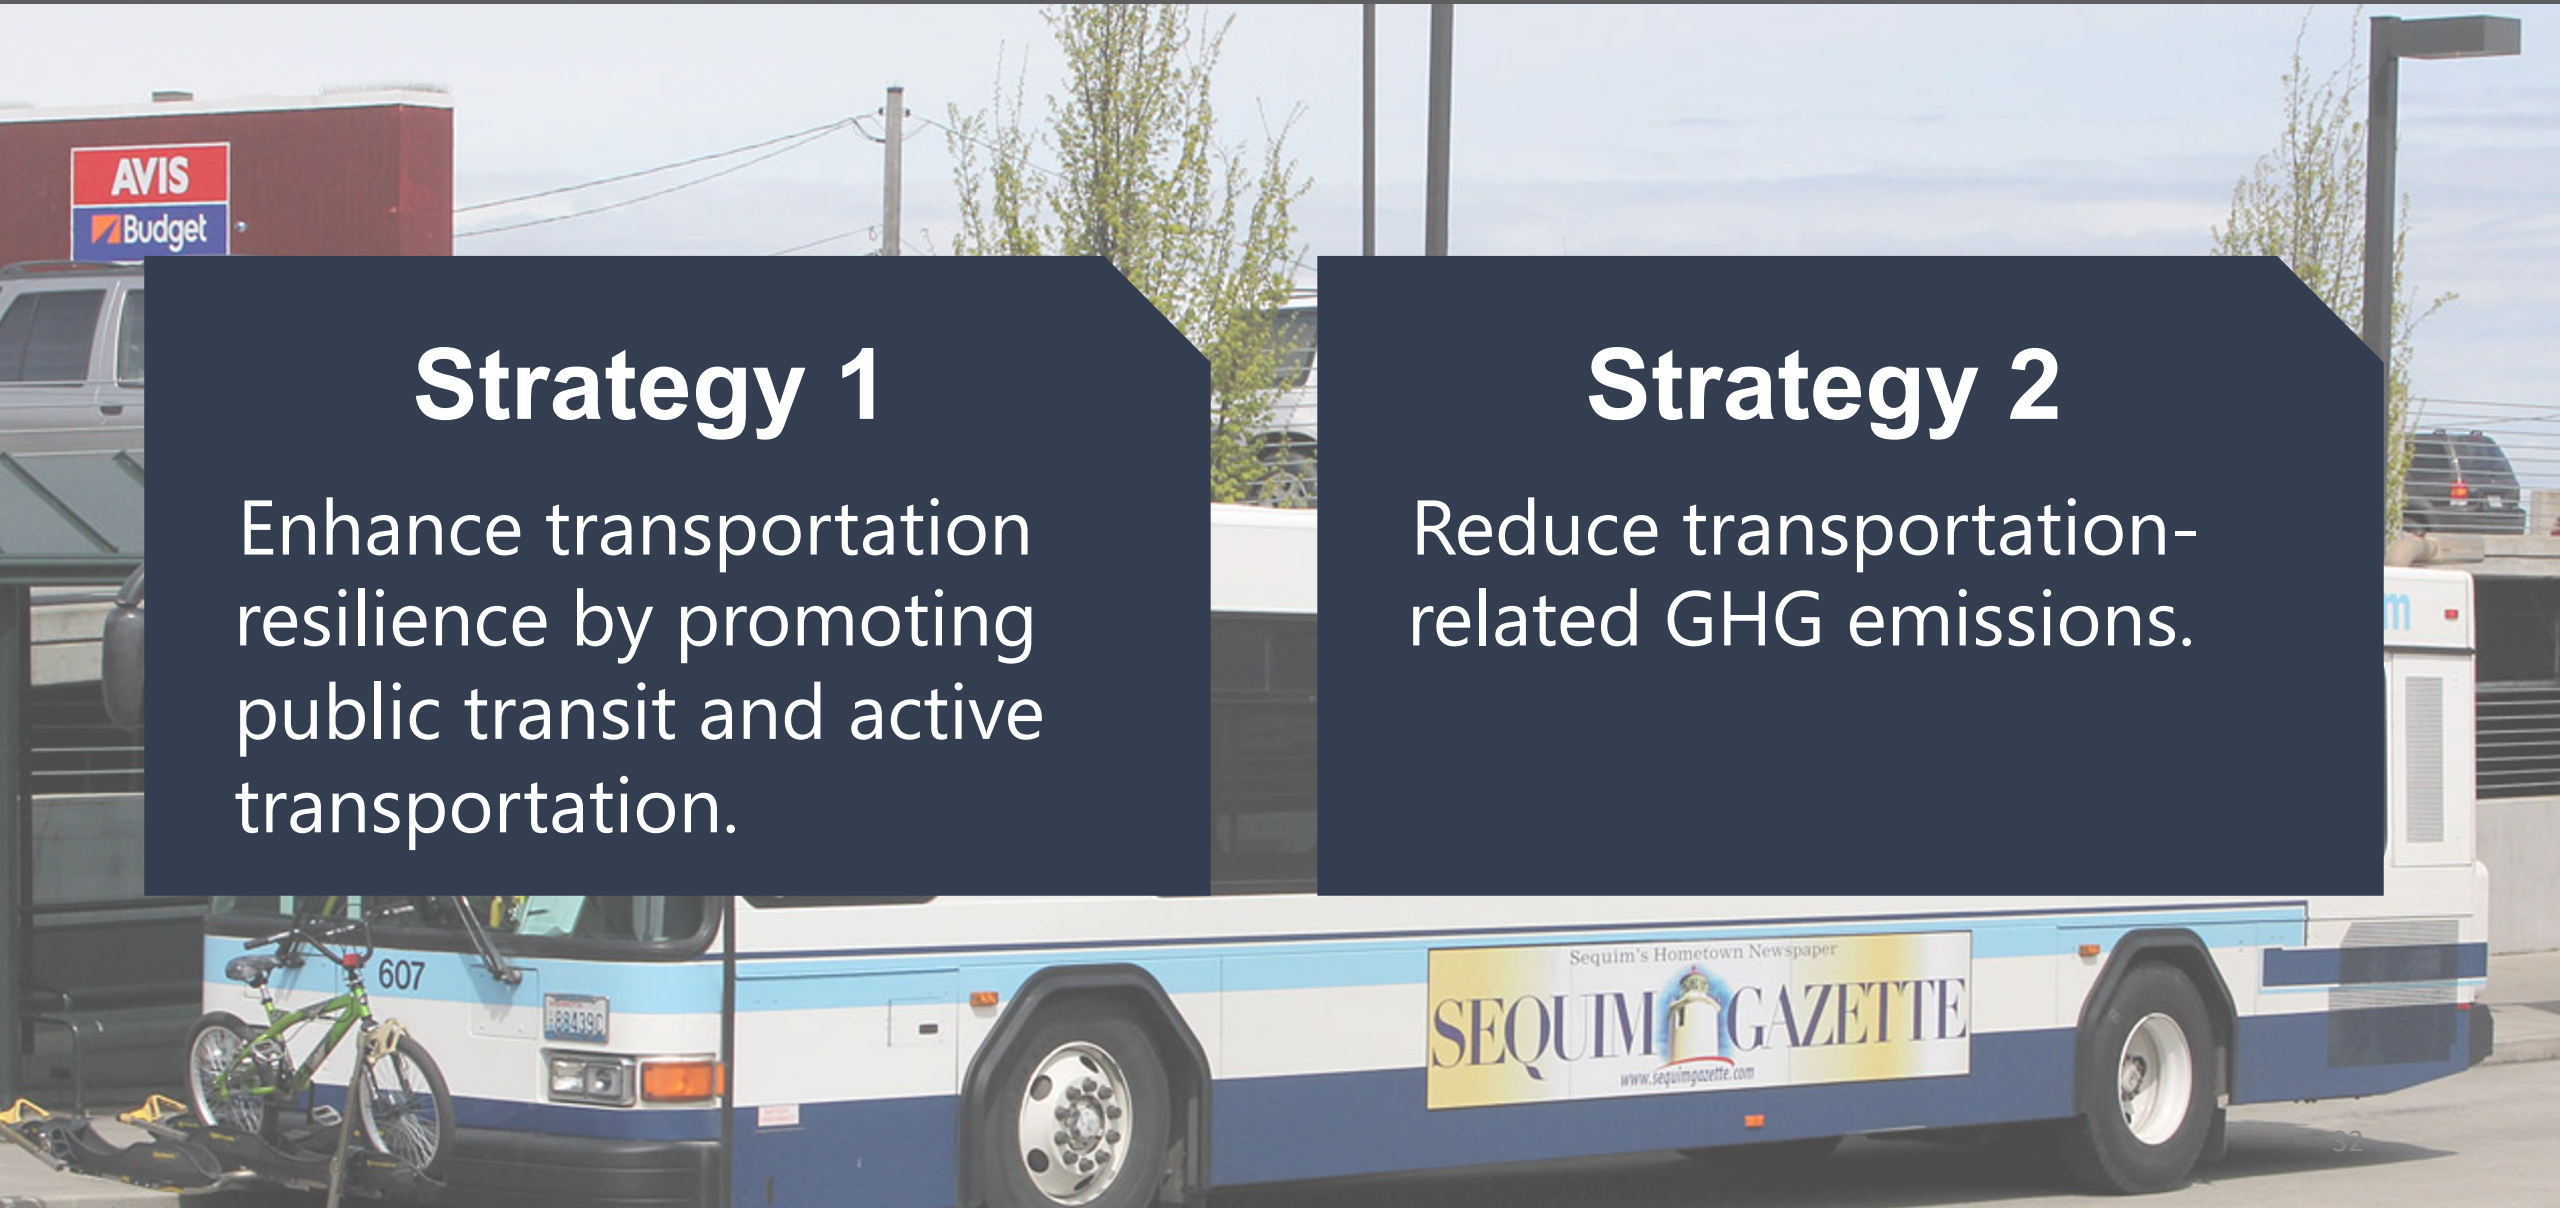 AVIS
Budget
Strategy 1
Enhance transportation
resilience by promoting
public transit and active
transportation.
Strategy 2
Reduce transportation-
related GHG emissions.
m
607
Sequim's Hometown Newspaper
SEQUIM GAZETTE
www.sequimgazette.com
32